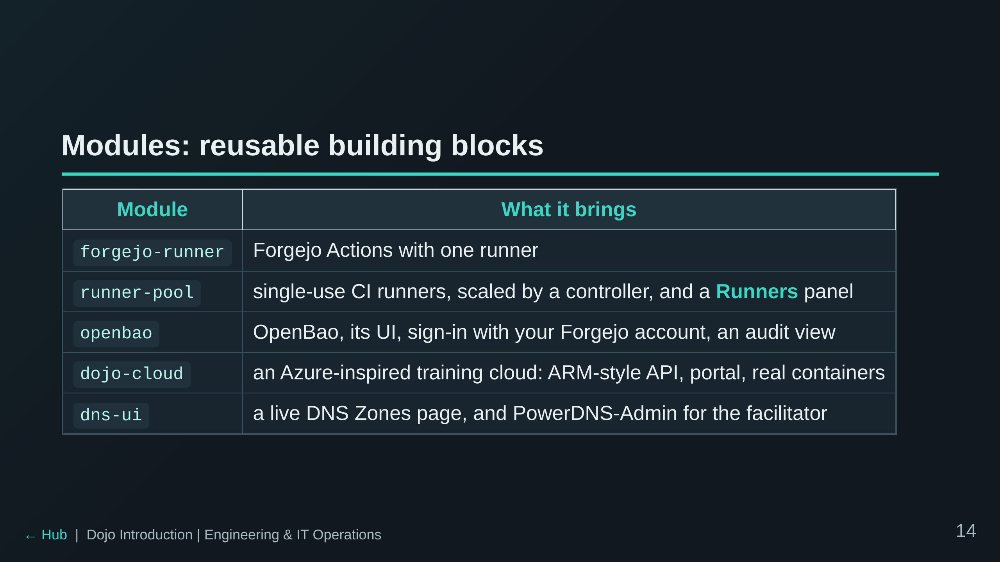 Modules: reusable building blocks
Module What it brings
forgejo-runner Forgejo Actions with one runner
runner-pool single-use CI runners, scaled by a controller, and a Runners panel
openbao OpenBao, its UI, sign-in with your Forgejo account, an audit view
dojo-cloud an Azure-inspired training cloud: ARM-style API, portal, real containers
dns-ui a live DNS Zones page, and PowerDNS-Admin for the facilitator
← Hub | Dojo Introduction | Engineering & IT Operations
14